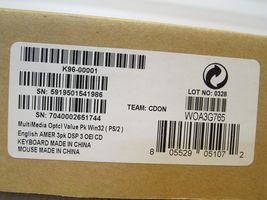 K96-00001
SN: 5919501541986
SN: 7040002651744
MultiMedia Optcl Value Pk Win32 ( PS/2 )
English AMER 3pk DSP 3 OEI CD
KEYBOARD MADE IN CHINA
MOUSE MADE IN CHINA
TEAM: CDON
LOT NO: 0328
WOA3G765
8 05529 05107 2